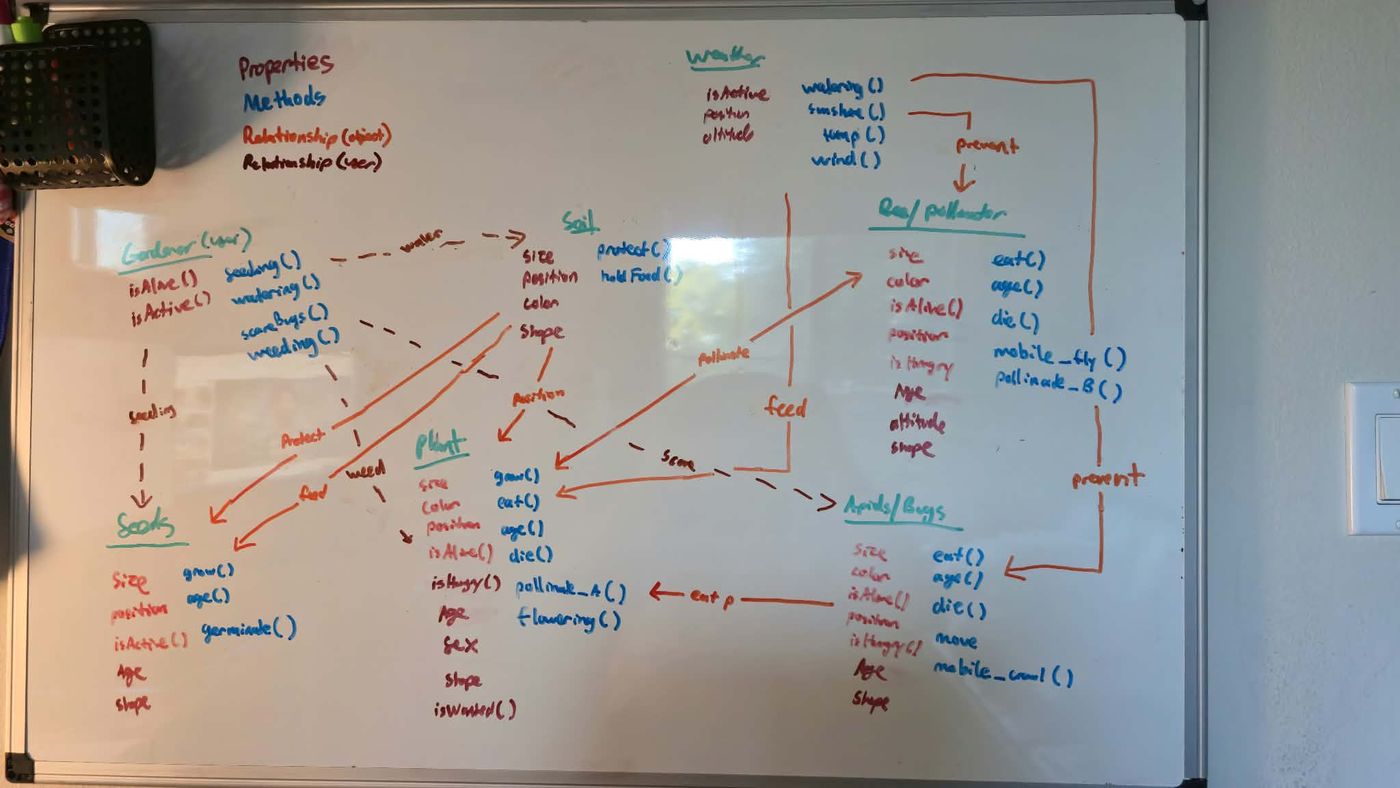 Properties
Methods
Relationship (object)
Relationship (user)
Weather
isActive
position
altitude
watering()
sunshine()
temp()
wind()
prevent
Bee/pollinator
size
color
isAlive()
position
isHungry
Age
attitude
shape
eat()
age()
die()
mobile_fly()
pollinate_B()
prevent
Gardener (user)
isAlive()
isActive()
seeding()
watering()
scareBugs()
weeding()
water
Soil
size
position
color
shape
protect()
hold Food()
seeding
Protect
feed
weed
Position
pollinate
feed
scare
Seeds
size
position
isActive()
Age
shape
grow()
age()
germinate()
Plant
size
color
position
isAlive()
isHungry()
Age
sex
shape
isWanted()
grow()
eat()
age()
die()
pollinate_A()
flowering()
eat p
Apids/Bugs
size
color
isAlive()
position
isHungry()
Age
shape
eat()
age()
die()
move
mobile_crawl()